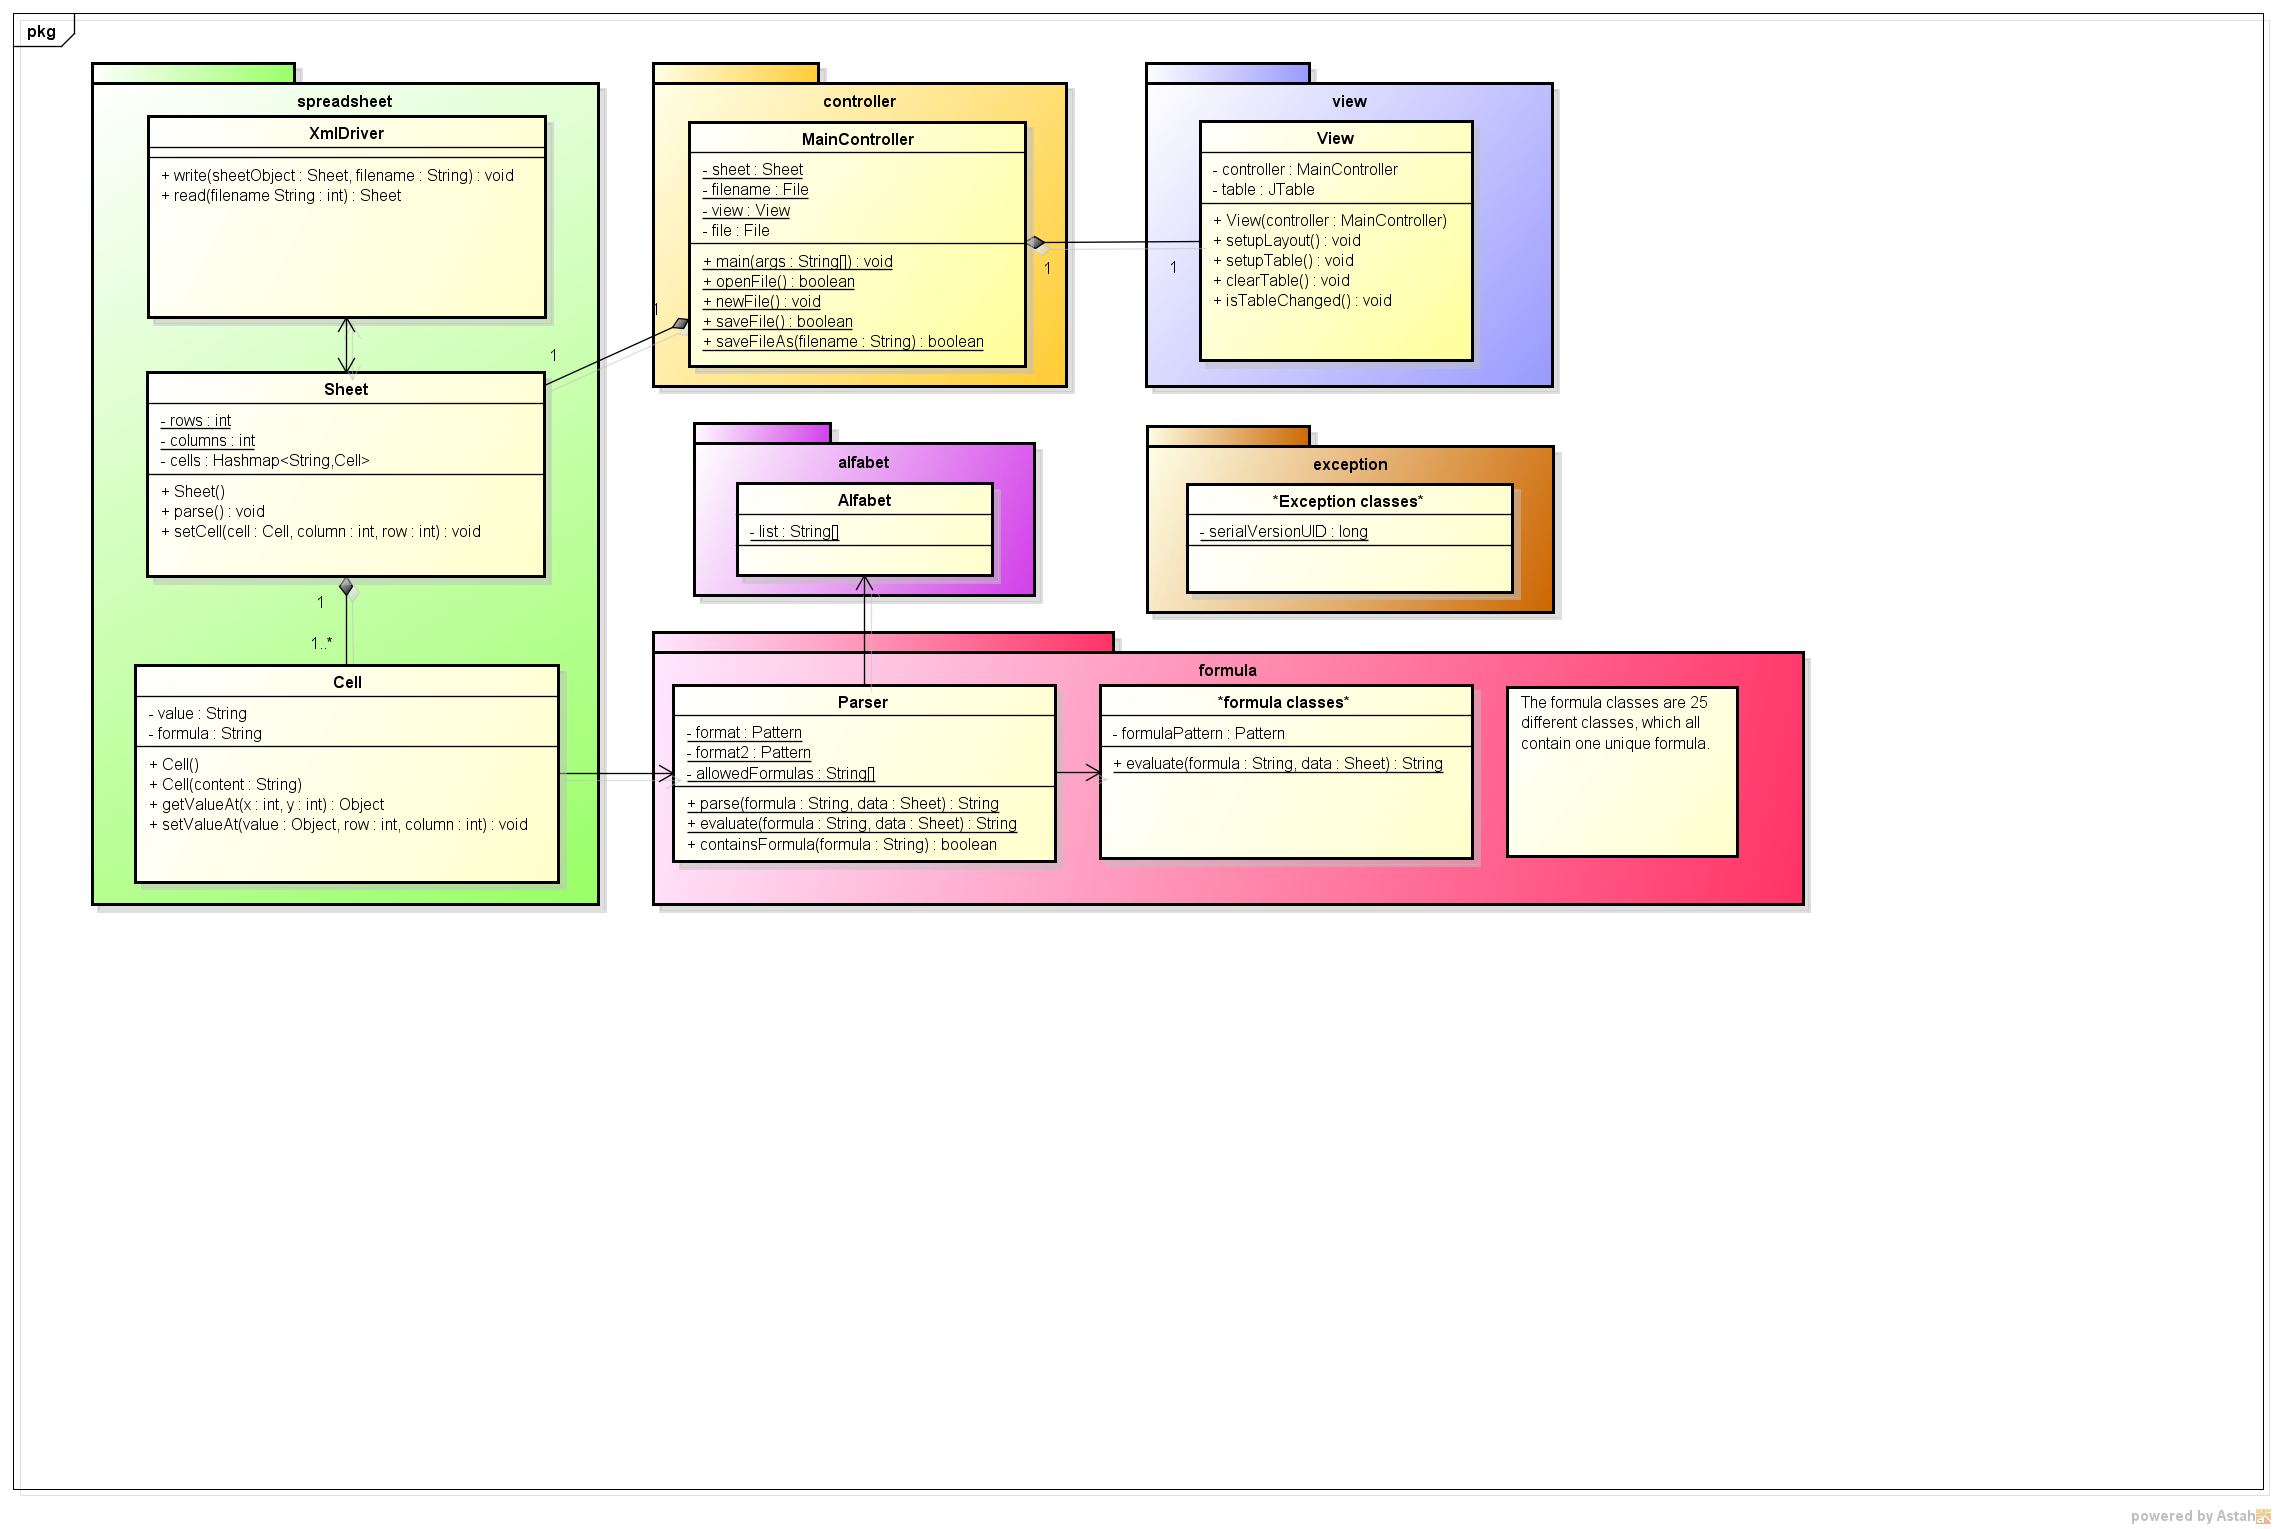 pkg
spreadsheet
XmlDriver
+ write(sheetObject : Sheet, filename : String) : void
+ read(filename String : int) : Sheet
Sheet
- rows : int
- columns : int
- cells : Hashmap<String,Cell>
+ Sheet()
+ parse() : void
+ setCell(cell : Cell, column : int, row : int) : void
1
1..*
Cell
- value : String
- formula : String
+ Cell()
+ Cell(content : String)
+ getValueAt(x : int, y : int) : Object
+ setValueAt(value : Object, row : int, column : int) : void
1
1
controller
MainController
- sheet : Sheet
- filename : File
- view : View
- file : File
+ main(args : String[]) : void
+ openFile() : boolean
+ newFile() : void
+ saveFile() : boolean
+ saveFileAs(filename : String) : boolean
1
1
view
View
- controller : MainController
- table : JTable
+ View(controller : MainController)
+ setupLayout() : void
+ setupTable() : void
+ clearTable() : void
+ isTableChanged() : void
alfabet
Alfabet
- list : String[]
exception
*Exception classes*
- serialVersionUID : long
formula
Parser
- format : Pattern
- format2 : Pattern
- allowedFormulas : String[]
+ parse(formula : String, data : Sheet) : String
+ evaluate(formula : String, data : Sheet) : String
+ containsFormula(formula : String) : boolean
*formula classes*
- formulaPattern : Pattern
+ evaluate(formula : String, data : Sheet) : String
The formula classes are 25
different classes, which all
contain one unique formula.
powered by Astah